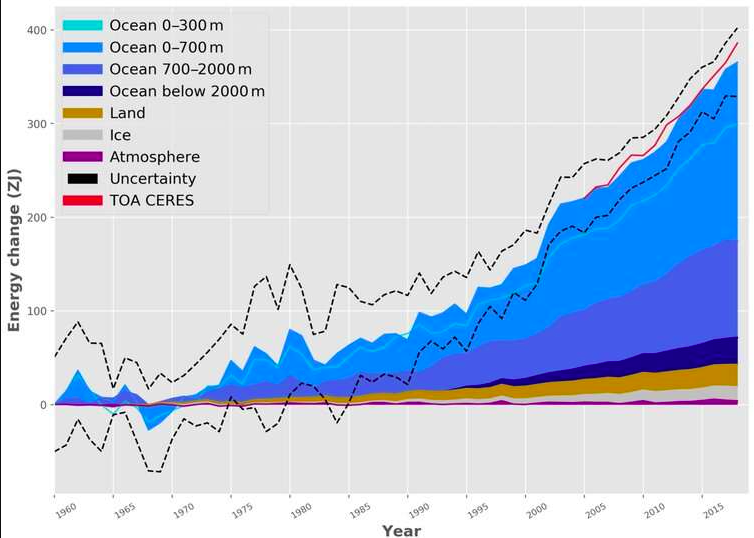 Ocean 0–300 m
Ocean 0–700 m
Ocean 700–2000 m
Ocean below 2000 m
Land
Ice
Atmosphere
Uncertainty
TOA CERES
Energy change (ZJ)
400
300
200
100
0
1960 1965 1970 1975 1980 1985 1990 1995 2000 2005 2010 2015
Year